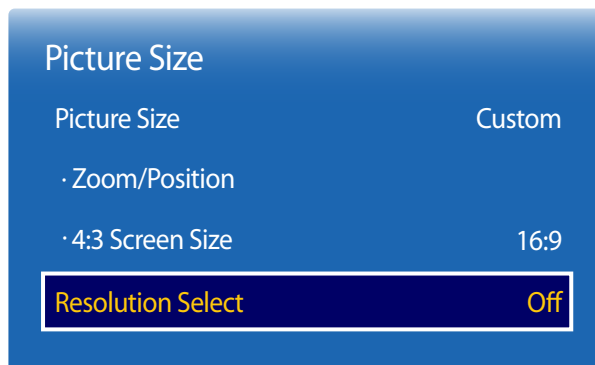 Picture Size
Picture Size Custom
· Zoom/Position
· 4:3 Screen Size 16:9
Resolution Select Off